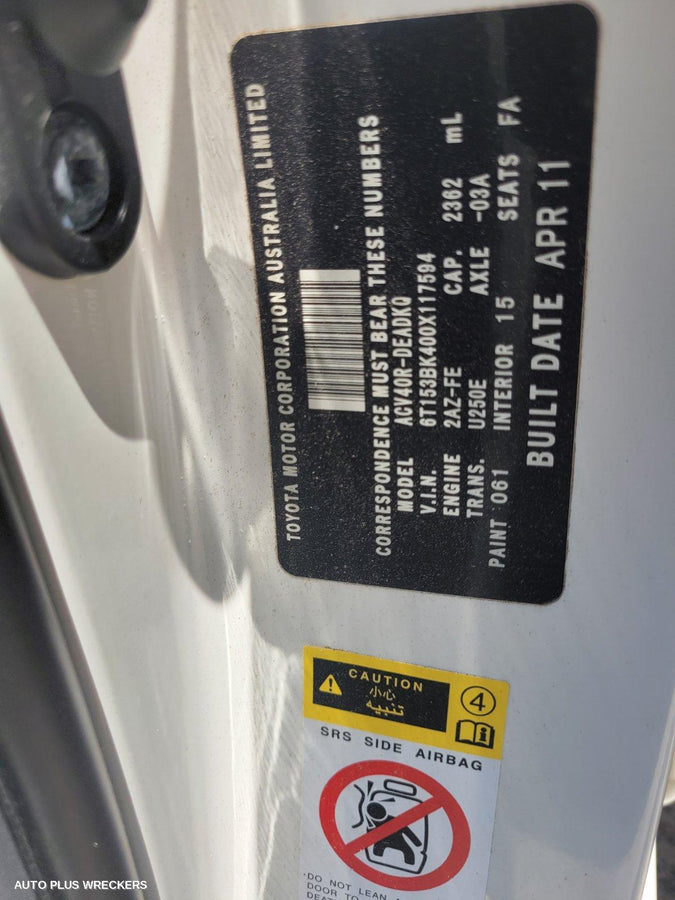 TOYOTA MOTOR CORPORATION AUSTRALIA LIMITED
CORRESPONDENCE MUST BEAR THESE NUMBERS
MODEL ACV40R-DEADKQ
V.I.N. 6T153BK400X117594
ENGINE 2AZ-FE CAP. 2362 mL
TRANS. U250E AXLE -03A
PAINT 061 INTERIOR 15 SEATS FA
BUILT DATE APR 11
CAUTION
小心
تنبيه
4
SRS SIDE AIRBAG
DO NOT LEAN
DOOR TO
AUTO PLUS WRECKERS